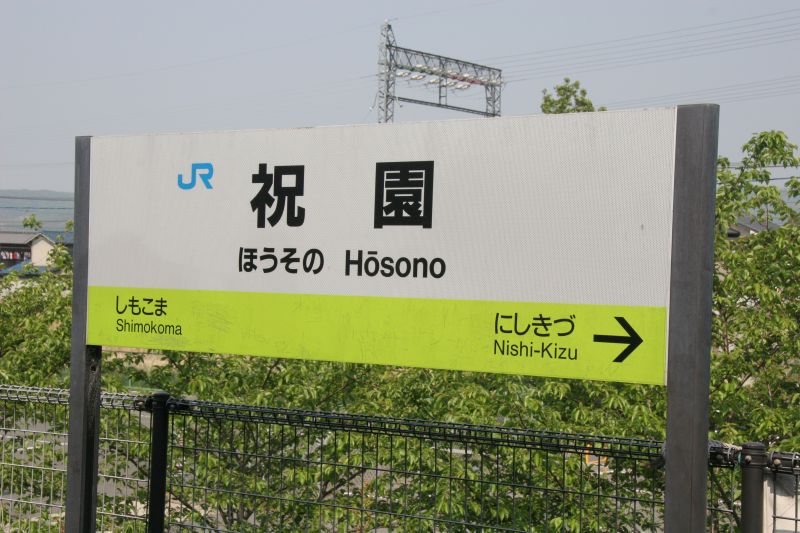 JR 祝園
ほうその Hōsono
しもこま
Shimokoma
にしきづ →
Nishi-Kizu